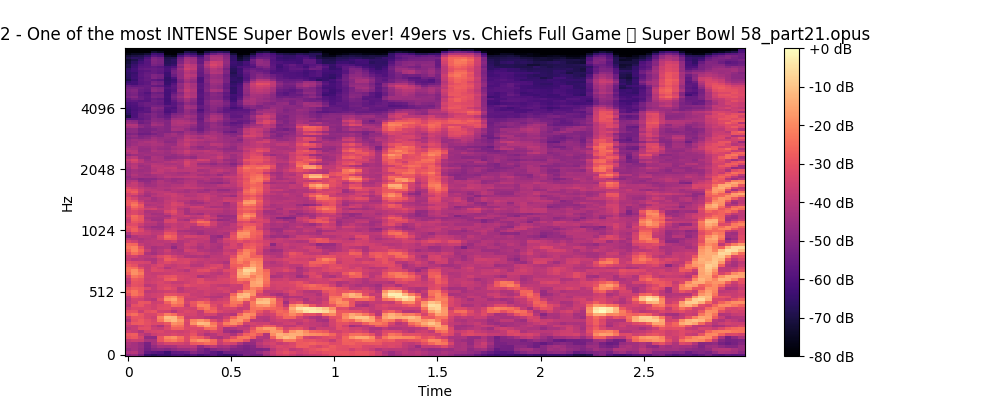 2 - One of the most INTENSE Super Bowls ever! 49ers vs. Chiefs Full Game Super Bowl 58_part21.opus
+0 dB
4096
-10 dB
-20 dB
2048
-30 dB
Hz
1024
-40 dB
-50 dB
512
-60 dB
-70 dB
0
-80 dB
0 0.5 1 1.5 2 2.5
Time